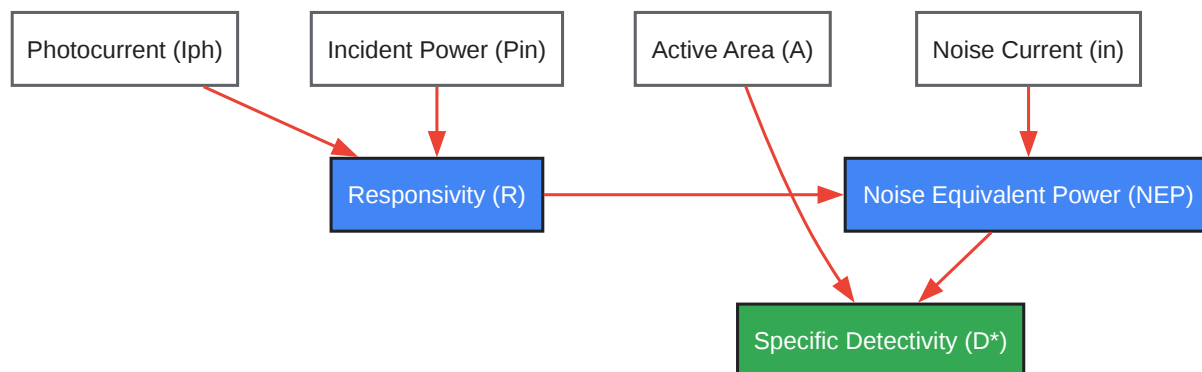 Photocurrent (Iph)
Incident Power (Pin)
Active Area (A)
Noise Current (in)
Responsivity (R)
Noise Equivalent Power (NEP)
Specific Detectivity (D*)